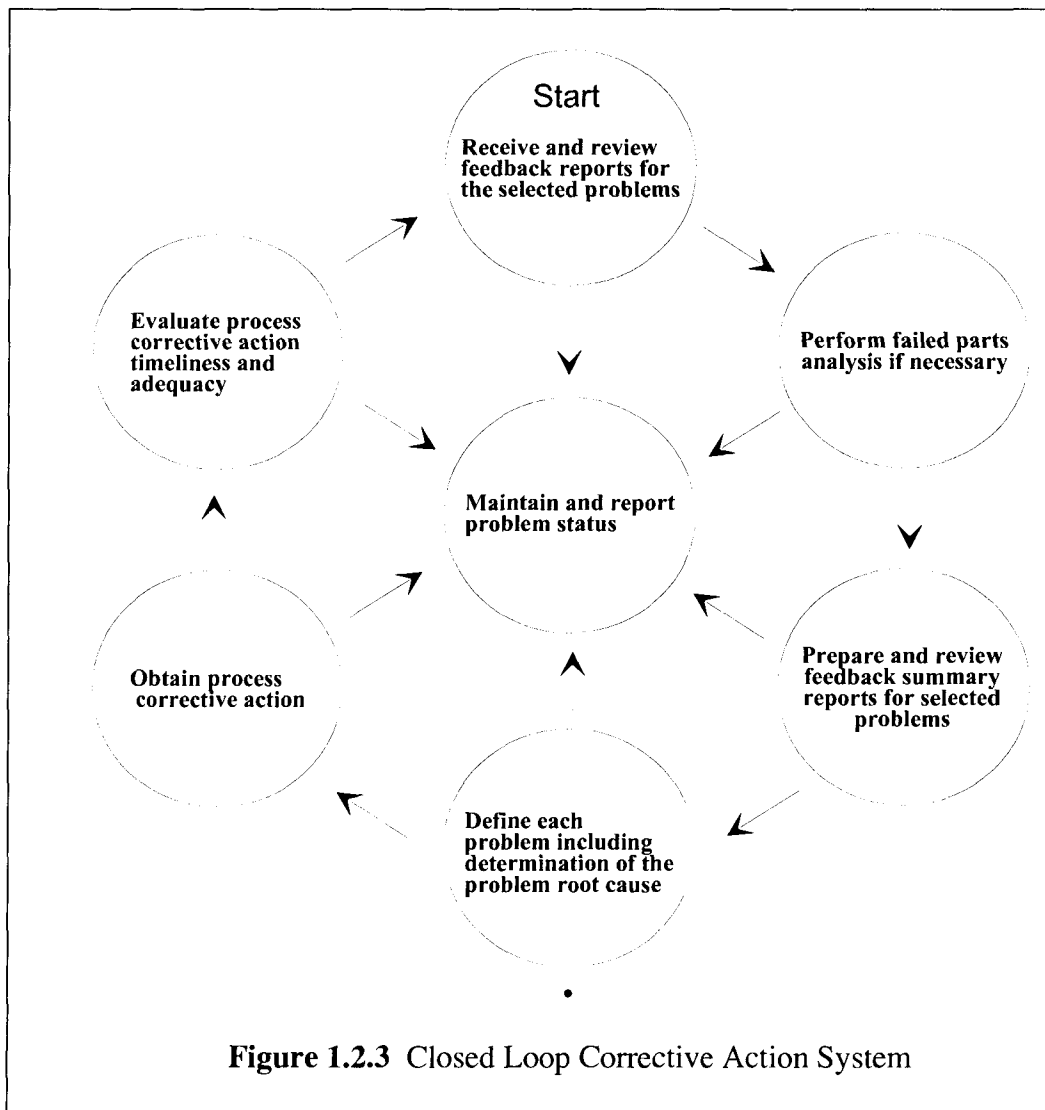 Start
Receive and review
feedback reports for
the selected problems
Perform failed parts
analysis if necessary
Prepare and review
feedback summary
reports for selected
problems
Define each
problem including
determination of the
problem root cause
Obtain process
corrective action
Evaluate process
corrective action
timeliness and
adequacy
Maintain and report
problem status
Figure 1.2.3 Closed Loop Corrective Action System